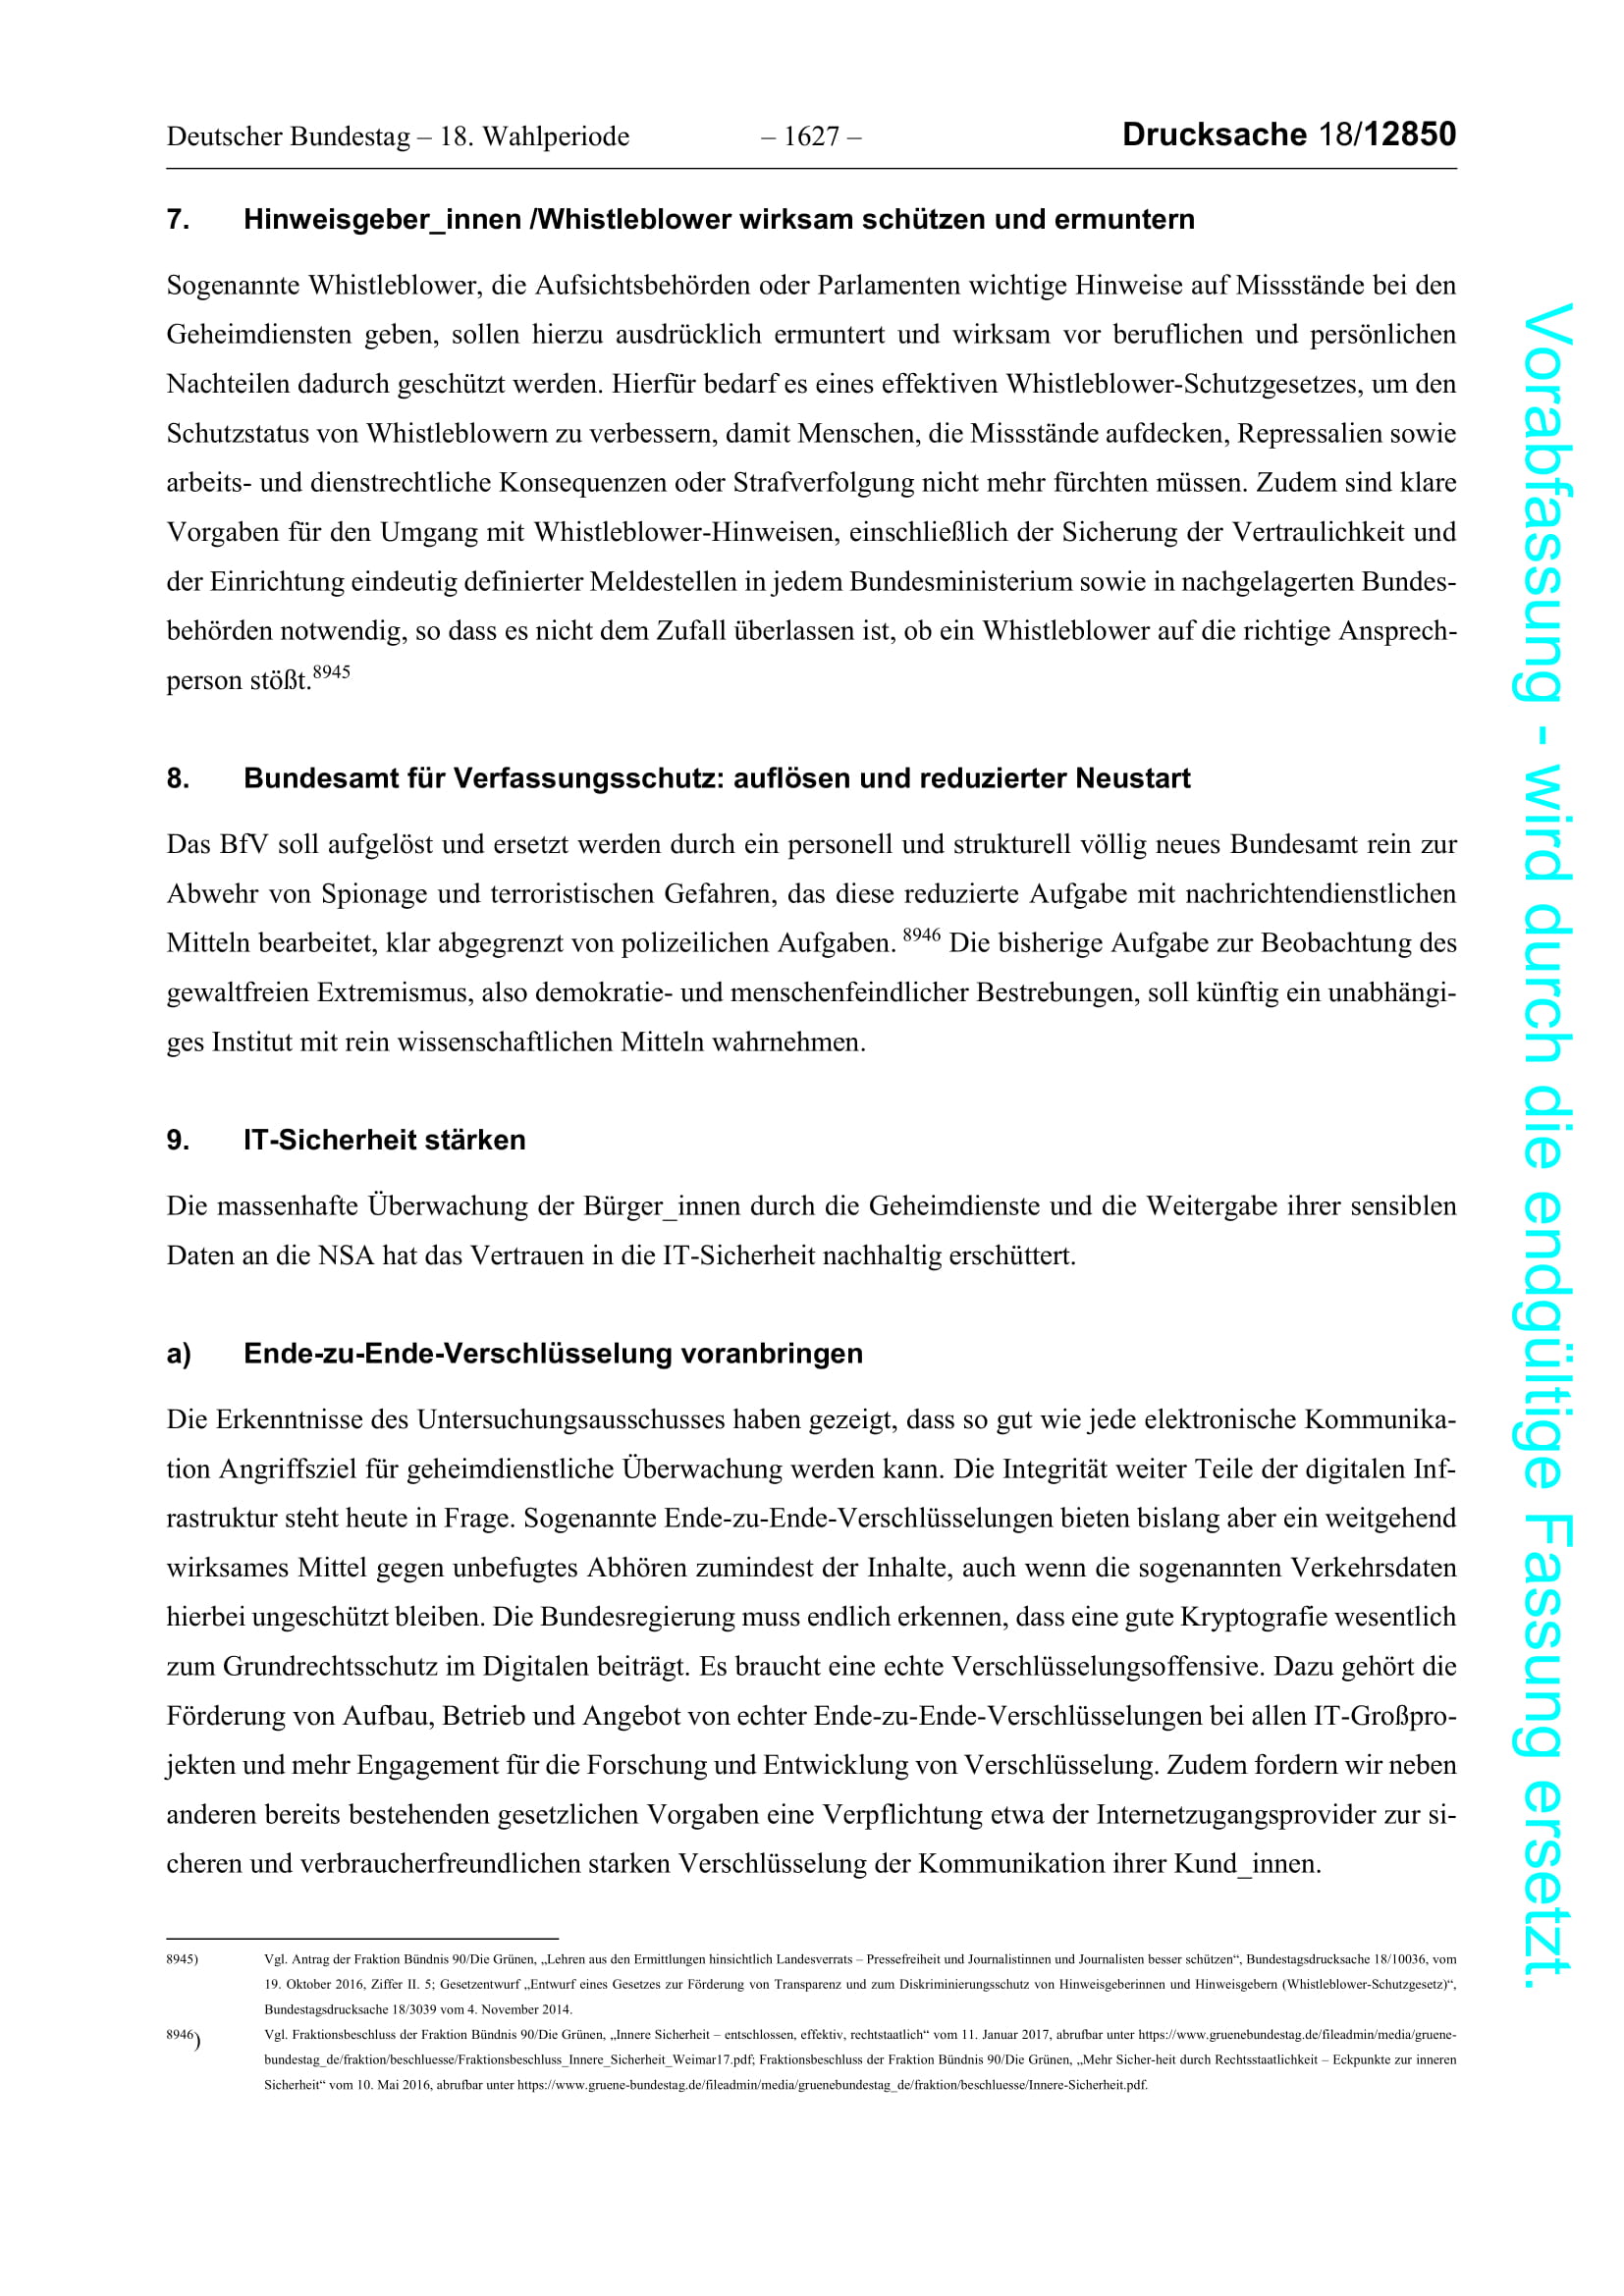 Deutscher Bundestag – 18. Wahlperiode – 1627 – Drucksache 18/12850
7. Hinweisgeber_innen /Whistleblower wirksam schützen und ermuntern
Sogenannte Whistleblower, die Aufsichtsbehörden oder Parlamenten wichtige Hinweise auf Missstände bei den
Geheimdiensten geben, sollen hierzu ausdrücklich ermuntert und wirksam vor beruflichen und persönlichen
Nachteilen dadurch geschützt werden. Hierfür bedarf es eines effektiven Whistleblower-Schutzgesetzes, um den
Schutzstatus von Whistleblowern zu verbessern, damit Menschen, die Missstände aufdecken, Repressalien sowie
arbeits- und dienstrechtliche Konsequenzen oder Strafverfolgung nicht mehr fürchten müssen. Zudem sind klare
Vorgaben für den Umgang mit Whistleblower-Hinweisen, einschließlich der Sicherung der Vertraulichkeit und
der Einrichtung eindeutig definierter Meldestellen in jedem Bundesministerium sowie in nachgelagerten Bundes-
behörden notwendig, so dass es nicht dem Zufall überlassen ist, ob ein Whistleblower auf die richtige Ansprech-
person stößt.8945
8. Bundesamt für Verfassungsschutz: auflösen und reduzierter Neustart
Das BfV soll aufgelöst und ersetzt werden durch ein personell und strukturell völlig neues Bundesamt rein zur
Abwehr von Spionage und terroristischen Gefahren, das diese reduzierte Aufgabe mit nachrichtendienstlichen
Mitteln bearbeitet, klar abgegrenzt von polizeilichen Aufgaben. 8946 Die bisherige Aufgabe zur Beobachtung des
gewaltfreien Extremismus, also demokratie- und menschenfeindlicher Bestrebungen, soll künftig ein unabhängi-
ges Institut mit rein wissenschaftlichen Mitteln wahrnehmen.
9. IT-Sicherheit stärken
Die massenhafte Überwachung der Bürger_innen durch die Geheimdienste und die Weitergabe ihrer sensiblen
Daten an die NSA hat das Vertrauen in die IT-Sicherheit nachhaltig erschüttert.
a) Ende-zu-Ende-Verschlüsselung voranbringen
Die Erkenntnisse des Untersuchungsausschusses haben gezeigt, dass so gut wie jede elektronische Kommunika-
tion Angriffsziel für geheimdienstliche Überwachung werden kann. Die Integrität weiter Teile der digitalen Inf-
rastruktur steht heute in Frage. Sogenannte Ende-zu-Ende-Verschlüsselungen bieten bislang aber ein weitgehend
wirksames Mittel gegen unbefugtes Abhören zumindest der Inhalte, auch wenn die sogenannten Verkehrsdaten
hierbei ungeschützt bleiben. Die Bundesregierung muss endlich erkennen, dass eine gute Kryptografie wesentlich
zum Grundrechtsschutz im Digitalen beiträgt. Es braucht eine echte Verschlüsselungsoffensive. Dazu gehört die
Förderung von Aufbau, Betrieb und Angebot von echter Ende-zu-Ende-Verschlüsselungen bei allen IT-Großpro-
jekten und mehr Engagement für die Forschung und Entwicklung von Verschlüsselung. Zudem fordern wir neben
anderen bereits bestehenden gesetzlichen Vorgaben eine Verpflichtung etwa der Internetzugangsprovider zur si-
cheren und verbraucherfreundlichen starken Verschlüsselung der Kommunikation ihrer Kund_innen.
8945) Vgl. Antrag der Fraktion Bündnis 90/Die Grünen, „Lehren aus den Ermittlungen hinsichtlich Landesverrats – Pressefreiheit und Journalistinnen und Journalisten besser schützen“, Bundestagsdrucksache 18/10036, vom
19. Oktober 2016, Ziffer II. 5; Gesetzentwurf „Entwurf eines Gesetzes zur Förderung von Transparenz und zum Diskriminierungsschutz von Hinweisgeberinnen und Hinweisgebern (Whistleblower-Schutzgesetz)“,
Bundestagsdrucksache 18/3039 vom 4. November 2014.
8946) Vgl. Fraktionsbeschluss der Fraktion Bündnis 90/Die Grünen, „Innere Sicherheit – entschlossen, effektiv, rechtstaatlich“ vom 11. Januar 2017, abrufbar unter https://www.gruenebundestag.de/fileadmin/media/gruene-
bundestag_de/fraktion/beschluesse/Fraktionsbeschluss_Innere_Sicherheit_Weimar17.pdf; Fraktionsbeschluss der Fraktion Bündnis 90/Die Grünen, „Mehr Sicher-heit durch Rechtsstaatlichkeit – Eckpunkte zur inneren
Sicherheit“ vom 10. Mai 2016, abrufbar unter https://www.gruene-bundestag.de/fileadmin/media/gruenebundestag_de/fraktion/beschluesse/Innere-Sicherheit.pdf.
Vorabfassung - wird durch die endgültige Fassung ersetzt.